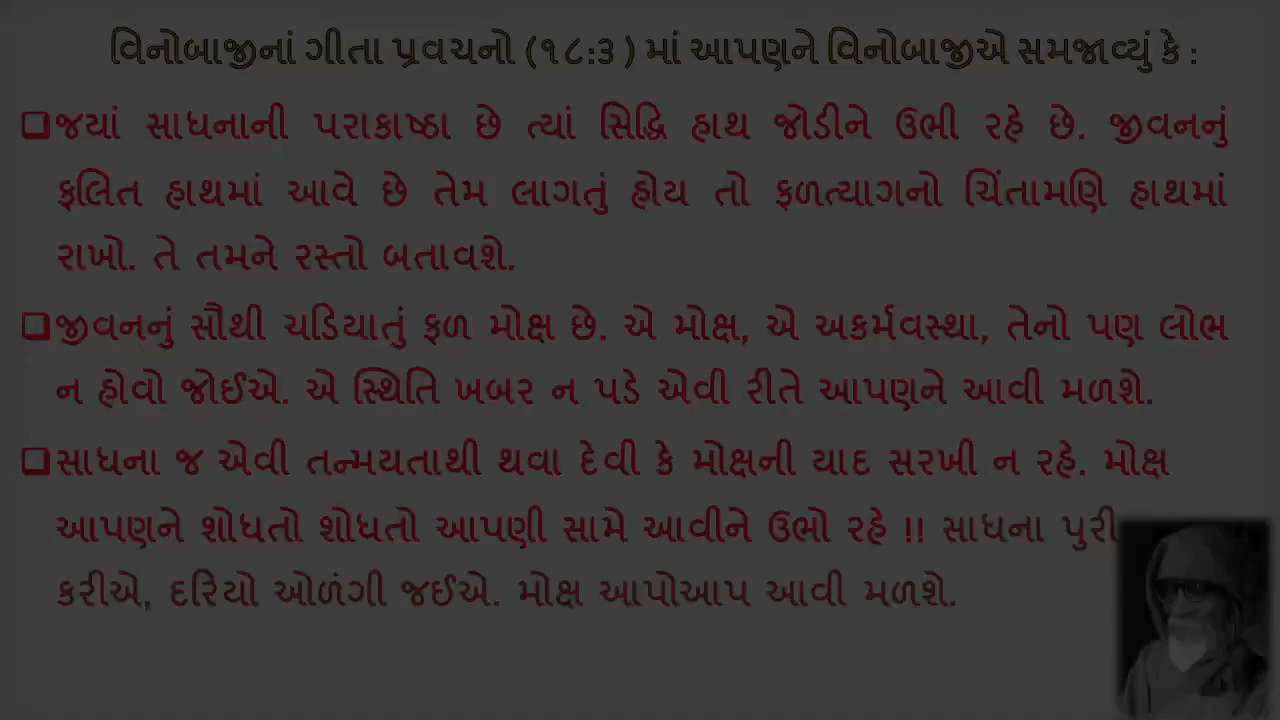 વિનોબાજીનાં ગીતા પ્રવચનો (૧૮:૩ ) માં આપણને વિનોબાજીએ સમજાવ્યું કે :
જયાં સાધનાની પરાકાષ્ઠા છે ત્યાં સિદ્ધિ હાથ જોડીને ઉભી રહે છે. જીવનનું
ફલિત હાથમાં આવે છે તેમ લાગતું હોય તો ફળત્યાગનો ચિંતામણિ હાથમાં
રાખો. તે તમને રસ્તો બતાવશે.
જીવનનું સૌથી ચડિયાતું ફળ મોક્ષ છે. એ મોક્ષ, એ અકર્મવસ્થા, તેનો પણ લોભ
ન હોવો જોઈએ. એ સ્થિતિ ખબર ન પડે એવી રીતે આપણને આવી મળશે.
સાધના જ એવી તન્મયતાથી થવા દેવી કે મોક્ષની યાદ સરખી ન રહે. મોક્ષ
આપણને શોધતો શોધતો આપણી સામે આવીને ઉભો રહે !! સાધના પુરી
કરીએ, દરિયો ઓળંગી જઈએ. મોક્ષ આપોઆપ આવી મળશે.